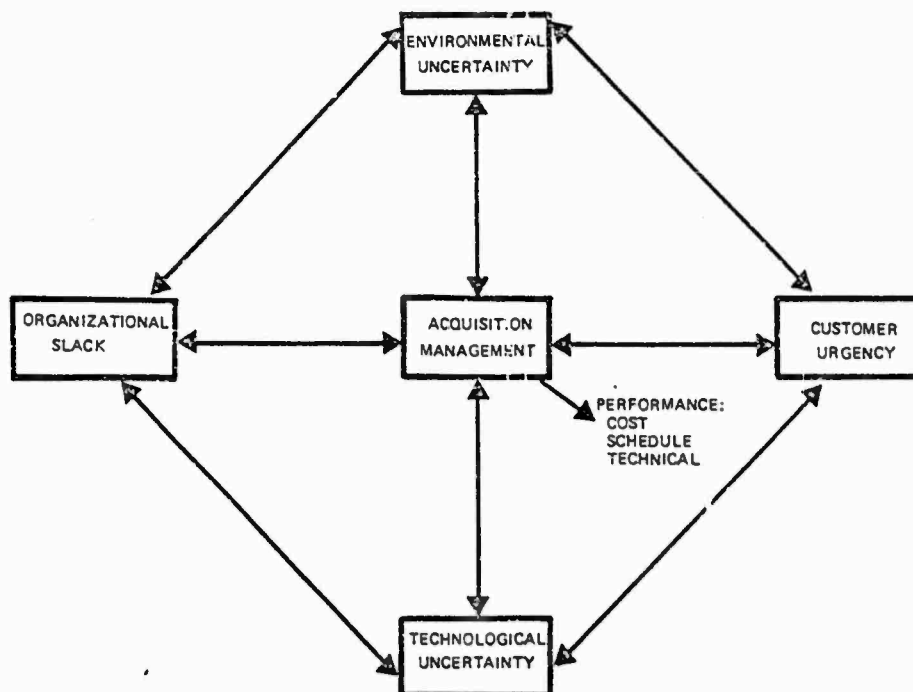 ENVIRONMENTAL
UNCERTAINTY
ORGANIZATIONAL
SLACK
ACQUISITION
MANAGEMENT
CUSTOMER
URGENCY
PERFORMANCE:
COST
SCHEDULE
TECHNICAL
TECHNOLOGICAL
UNCERTAINTY